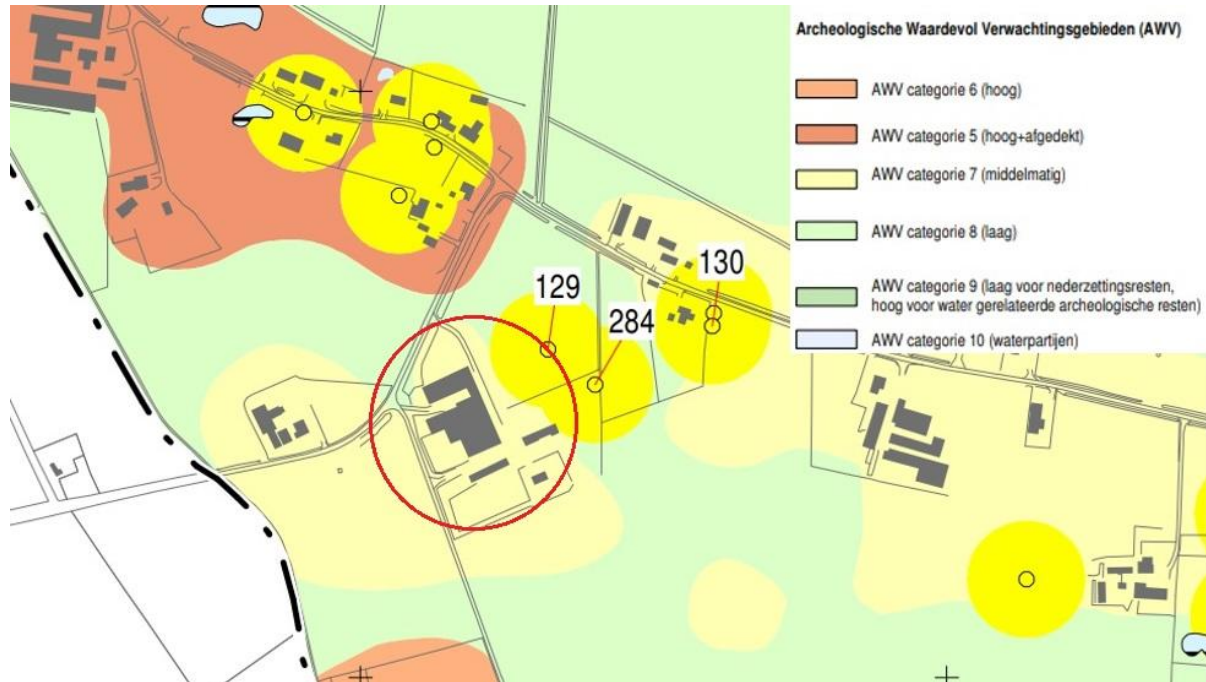 Archeologische Waardevol Verwachtingsgebieden (AWV)
AWV categorie 6 (hoog)
AWV categorie 5 (hoog+afgedekt)
AWV categorie 7 (middelmatig)
AWV categorie 8 (laag)
AWV categorie 9 (laag voor nederzettingsresten,
hoog voor water gerelateerde archeologische resten)
AWV categorie 10 (waterpartijen)
130
129
284